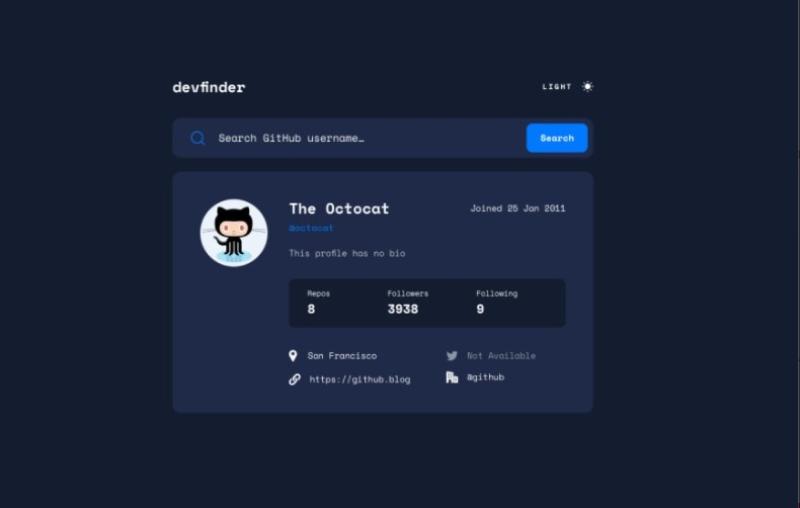 devfinder
LIGHT
Search GitHub username…
Search
The Octocat
Joined 25 Jan 2011
@octocat
This profile has no bio
Repos Followers Following
8 3938 9
San Francisco
Not Available
https://github.blog
@github